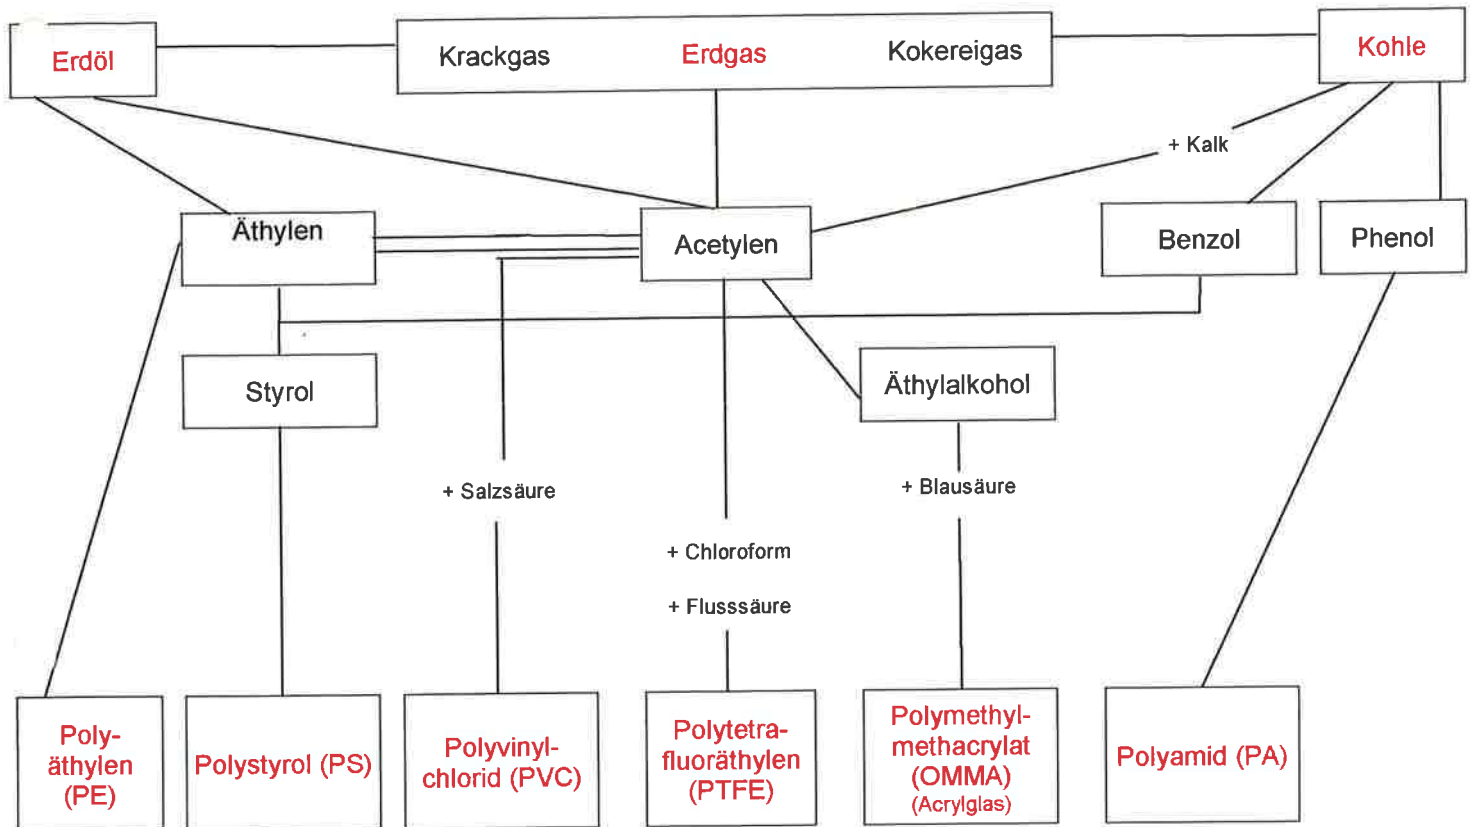 Erdöl
Krackgas Erdgas Kokereigas
Kohle
+ Kalk
Äthylen
Acetylen
Benzol
Phenol
Styrol
Äthylalkohol
+ Salzsäure
+ Blausäure
+ Chloroform
+ Flusssäure
Poly-
äthylen
(PE)
Polystyrol (PS)
Polyvinyl-
chlorid (PVC)
Polytetra-
fluoräthylen
(PTFE)
Polymethyl-
methacrylat
(OMMA)
(Acrylglas)
Polyamid (PA)